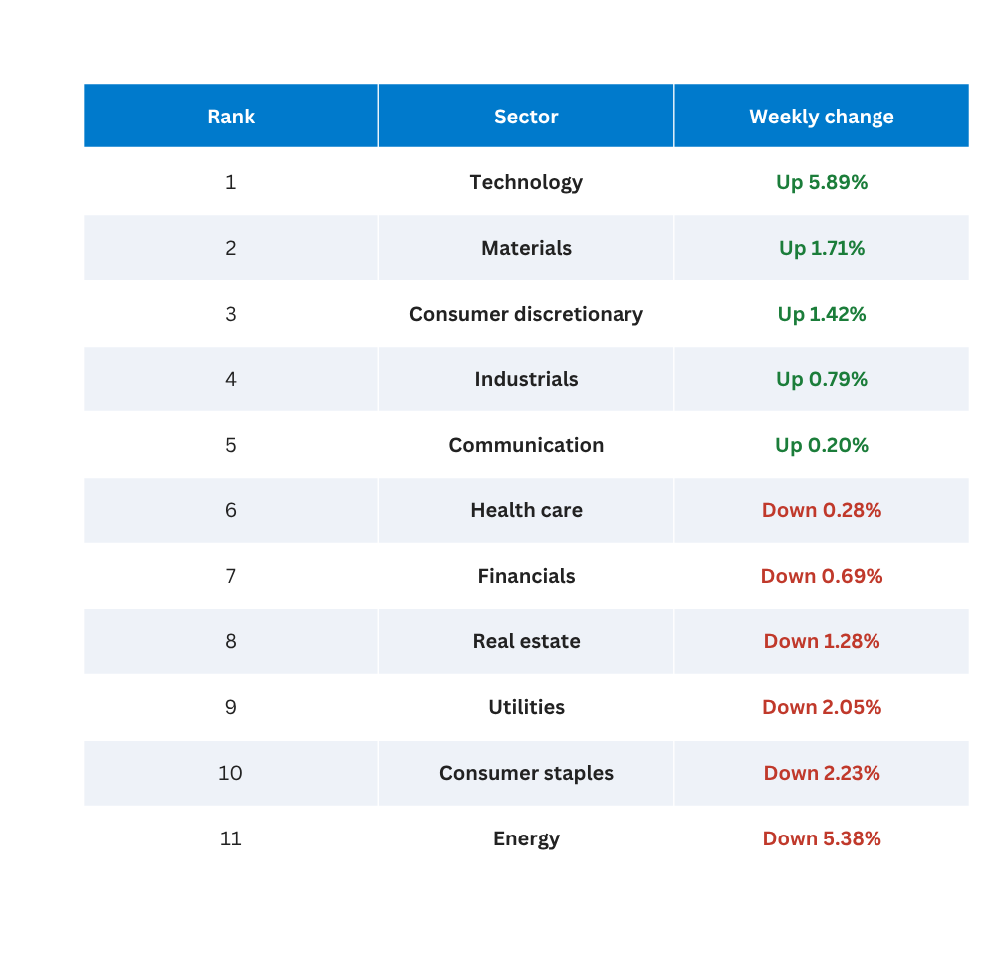 Rank Sector Weekly change
1 Technology Up 5.89%
2 Materials Up 1.71%
3 Consumer discretionary Up 1.42%
4 Industrials Up 0.79%
5 Communication Up 0.20%
6 Health care Down 0.28%
7 Financials Down 0.69%
8 Real estate Down 1.28%
9 Utilities Down 2.05%
10 Consumer staples Down 2.23%
11 Energy Down 5.38%